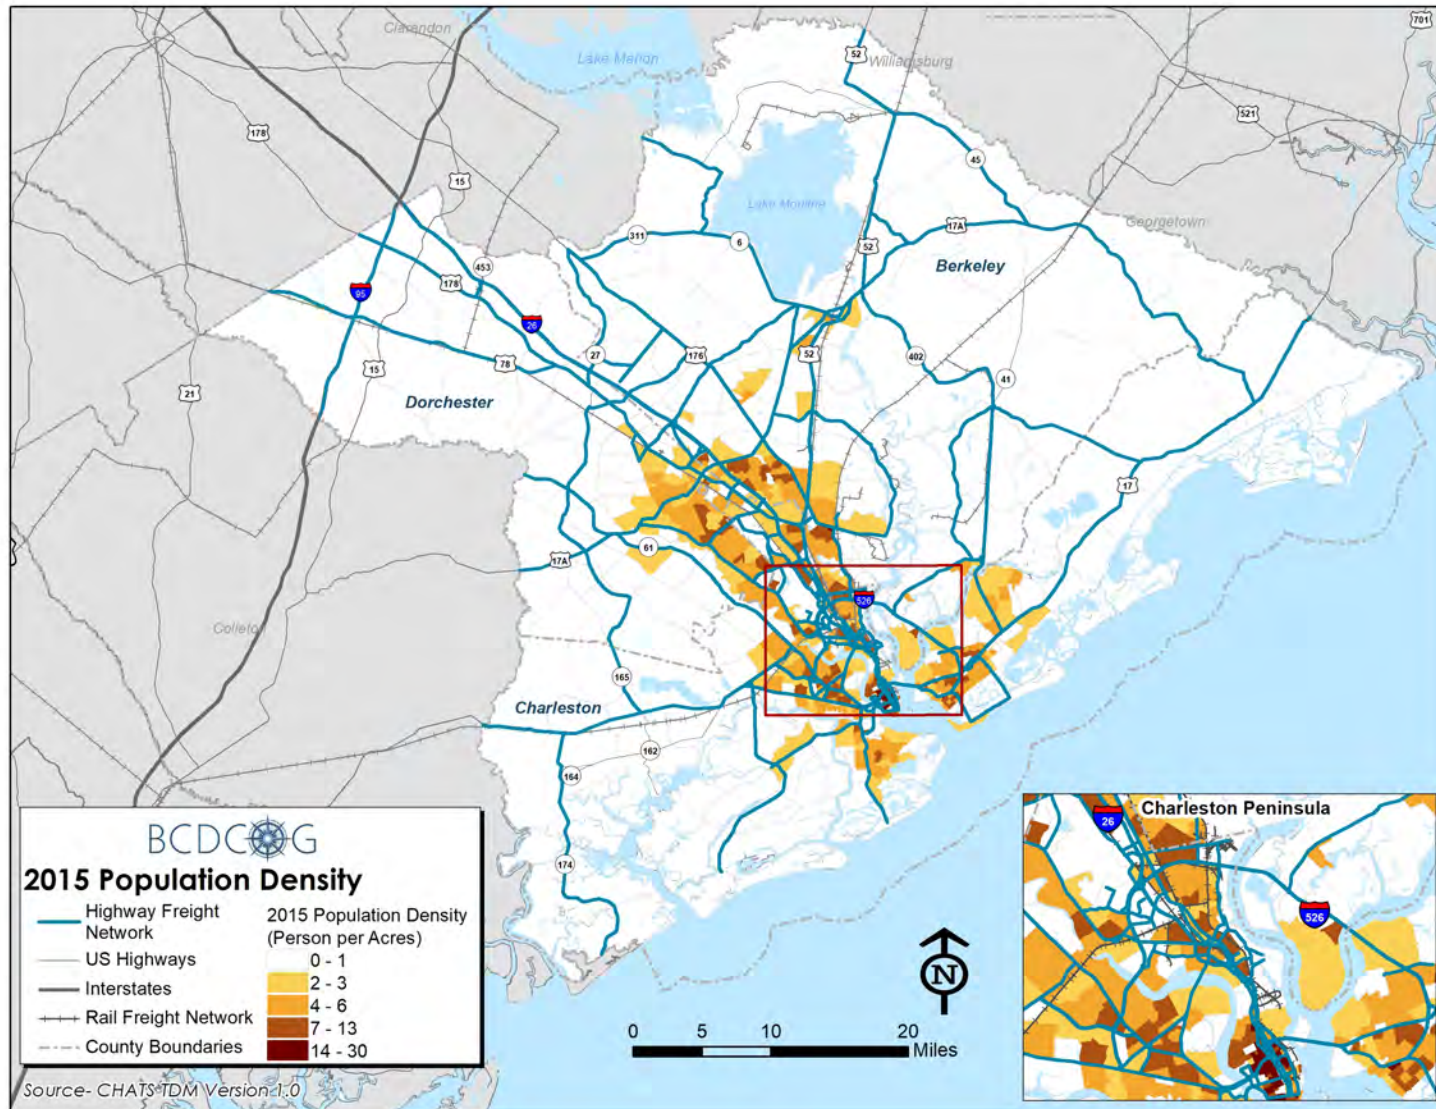 Clarendon
Lake Marion
52
Williamsburg
701
178
521
15
45
Lake Moultrie
Georgetown
17A
311
6
52
453
Berkeley
178
95
26
27
176
52
402
78
15
41
21
Dorchester
17
61
17A
526
Colleton
165
Charleston
162
164
174
BCDCOG
2015 Population Density
Highway Freight
Network
US Highways
Interstates
Rail Freight Network
County Boundaries
2015 Population Density
(Person per Acres)
0 - 1
2 - 3
4 - 6
7 - 13
14 - 30
Source- CHATS TDM Version 1.0
N
0 5 10 20
Miles
Charleston Peninsula
26
526